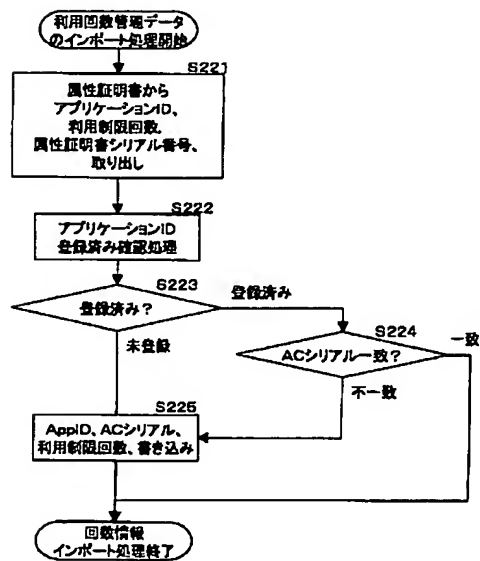 利用回数管理データ
のインポート処理開始
S221
属性証明書から
アプリケーションID、
利用制限回数、
属性証明書シリアル番号、
取り出し
S222
アプリケーションID
登録済み確認処理
S223
登録済み？
登録済み
未登録
S224
ACシリアル一致？
一致
不一致
S225
AppID、ACシリアル、
利用制限回数、書き込み
回数情報
インポート処理終了